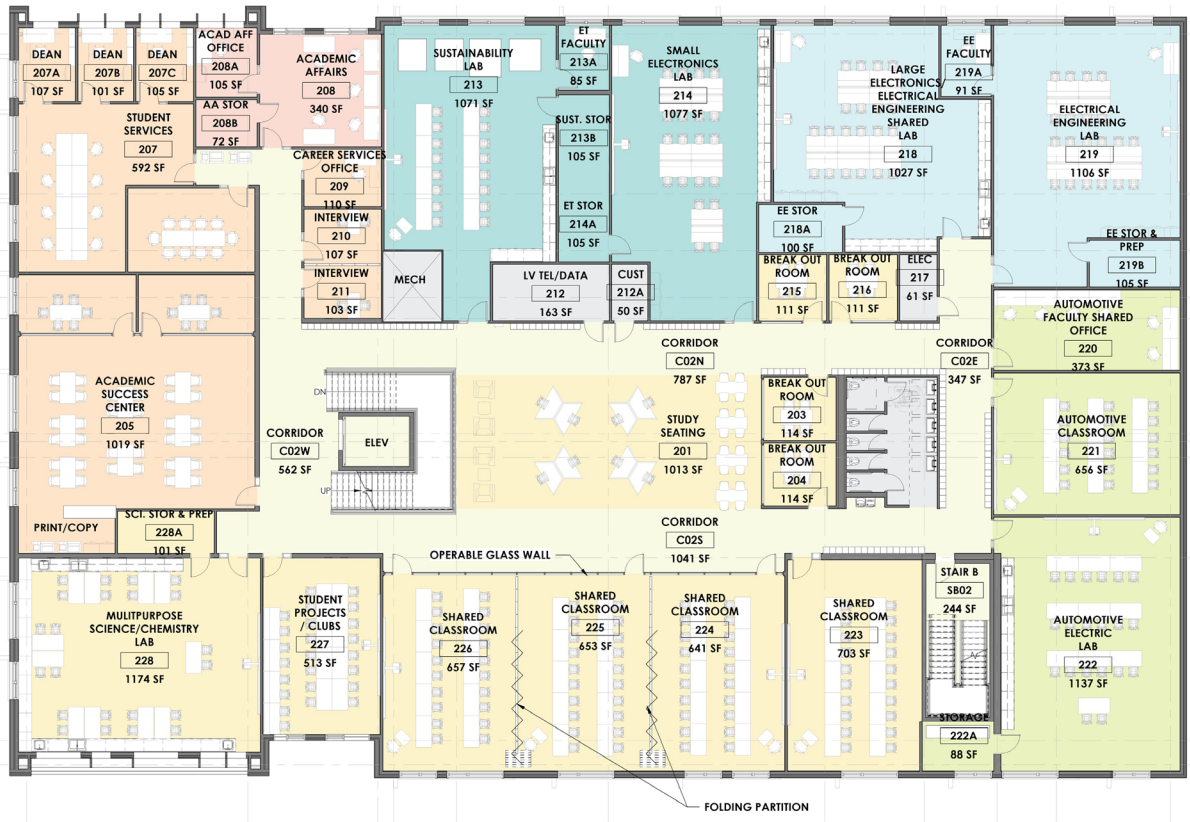 DEAN
207A
107 SF
DEAN
207B
101 SF
DEAN
207C
105 SF
ACAD AFF
OFFICE
208A
105 SF
AA STOR
208B
72 SF
ACADEMIC
AFFAIRS
208
340 SF
STUDENT
SERVICES
207
592 SF
CAREER SERVICES
OFFICE
209
110 SF
INTERVIEW
210
107 SF
INTERVIEW
211
103 SF
MECH
SUSTAINABILITY
LAB
213
1071 SF
ET
FACULTY
213A
85 SF
SUST. STOR
213B
105 SF
ET STOR
214A
105 SF
LV TEL/DATA
212
163 SF
CUST
212A
50 SF
SMALL
ELECTRONICS
LAB
214
1077 SF
LARGE
ELECTRONICS/
ELECTRICAL
ENGINEERING
SHARED
LAB
218
1027 SF
EE
FACULTY
219A
91 SF
ELECTRICAL
ENGINEERING
LAB
219
1106 SF
EE STOR
218A
100 SF
EE STOR &
PREP
219B
105 SF
BREAK OUT
ROOM
215
111 SF
BREAK OUT
ROOM
216
111 SF
ELEC
217
61 SF
AUTOMOTIVE
FACULTY SHARED
OFFICE
220
373 SF
CORRIDOR
C02N
787 SF
CORRIDOR
C02E
347 SF
ACADEMIC
SUCCESS
CENTER
205
1019 SF
DN
UP
ELEV
CORRIDOR
C02W
562 SF
STUDY
SEATING
201
1013 SF
BREAK OUT
ROOM
203
114 SF
BREAK OUT
ROOM
204
114 SF
AUTOMOTIVE
CLASSROOM
221
656 SF
PRINT/COPY
SCI. STOR & PREP
228A
101 SF
CORRIDOR
C02S
1041 SF
OPERABLE GLASS WALL
MULITPURPOSE
SCIENCE/CHEMISTRY
LAB
228
1174 SF
STUDENT
PROJECTS
/ CLUBS
227
513 SF
SHARED
CLASSROOM
226
657 SF
SHARED
CLASSROOM
225
653 SF
SHARED
CLASSROOM
224
641 SF
SHARED
CLASSROOM
223
703 SF
STAIR B
SB02
244 SF
AUTOMOTIVE
ELECTRIC
LAB
222
1137 SF
STORAGE
222A
88 SF
FOLDING PARTITION